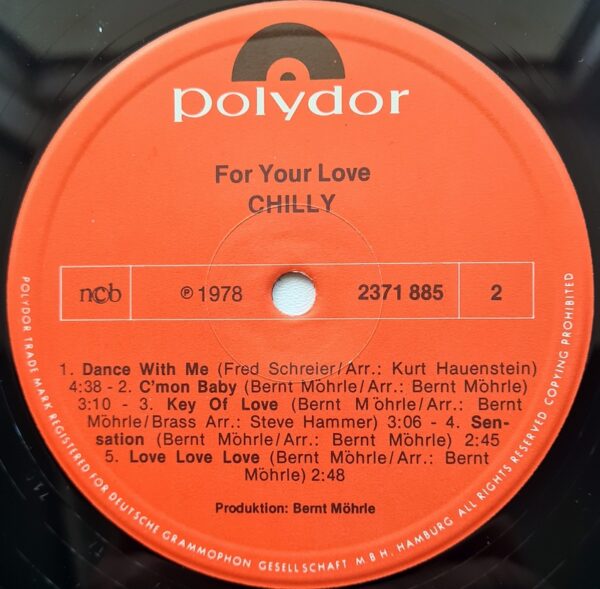 polydor
For Your Love
CHILLY
ncb
℗ 1978
2371 885
2
1. Dance With Me (Fred Schreier/Arr.: Kurt Hauenstein)
4:38 - 2. C'mon Baby (Bernt Möhrle/Arr.: Bernt Möhrle)
3:10 - 3. Key Of Love (Bernt Möhrle/Arr.: Bernt
Möhrle/Brass Arr.: Steve Hammer) 3:06 - 4. Sen-
sation (Bernt Möhrle/Arr.: Bernt Möhrle) 2:45
5. Love Love Love (Bernt Möhrle/Arr.: Bernt
Möhrle) 2:48
Produktion: Bernt Möhrle
POLYDOR TRADE MARK REGISTERED FOR DEUTSCHE GRAMMOPHON GESELLSCHAFT M B H, HAMBURG ALL RIGHTS RESERVED COPYING PROHIBITED